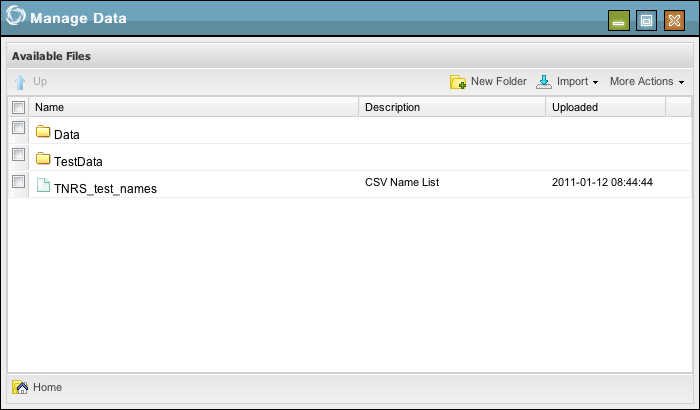 Manage Data
Available Files
Up New Folder Import More Actions
Name Description Uploaded
Data
TestData
TNRS_test_names CSV Name List 2011-01-12 08:44:44
Home